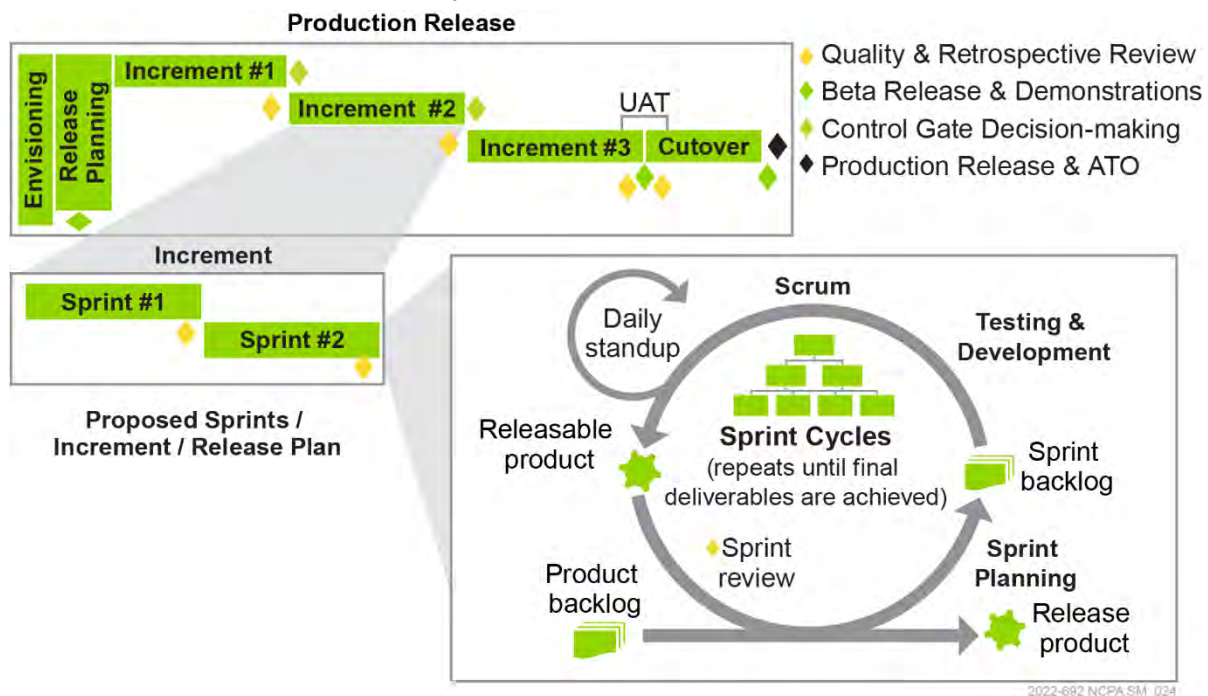 Production Release
Envisioning
Release
Planning
Increment #1
Increment #2
UAT
Increment #3
Cutover
Quality & Retrospective Review
Beta Release & Demonstrations
Control Gate Decision-making
Production Release & ATO
Increment
Sprint #1
Sprint #2
Proposed Sprints /
Increment / Release Plan
Scrum
Daily
standup
Testing &
Development
Releasable
product
Sprint Cycles
(repeats until final
deliverables are achieved)
Sprint
backlog
Sprint
review
Sprint
Planning
Product
backlog
Release
product
2022-692 NCPA SM_024